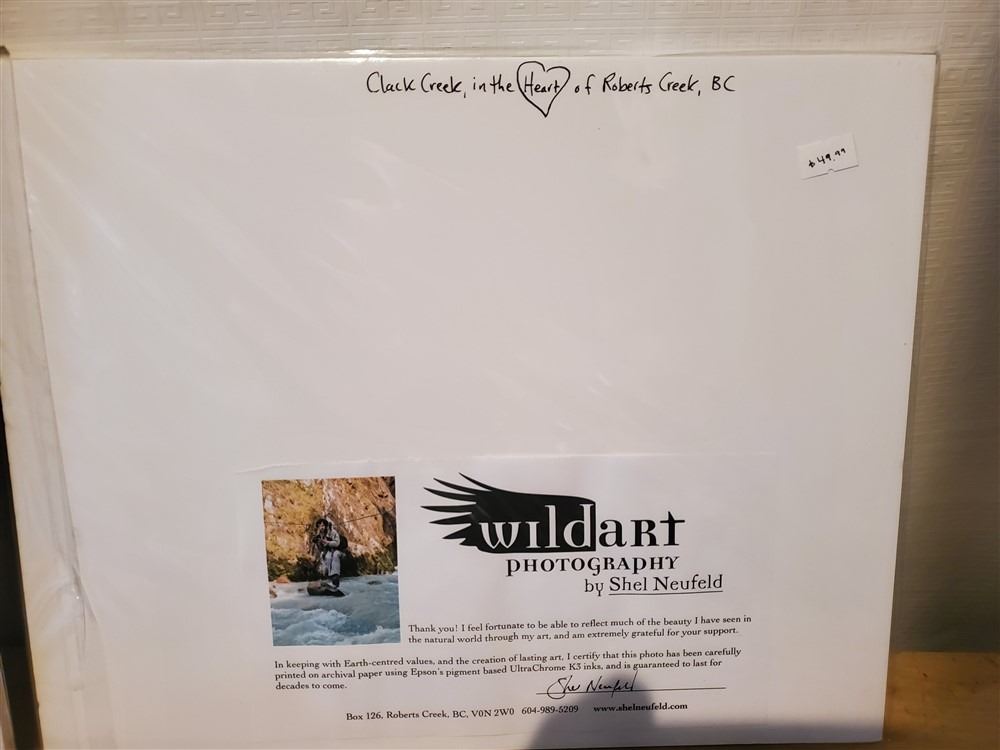 Clack Creek, in the Heart of Roberts Creek, BC
$49.99
wildart
PHOTOGRAPHY
by Shel Neufeld
Thank you! I feel fortunate to be able to reflect much of the beauty I have seen in
the natural world through my art, and am extremely grateful for your support.
In keeping with Earth-centred values, and the creation of lasting art, I certify that this photo has been carefully
printed on archival paper using Epson's pigment based UltraChrome K3 inks, and is guaranteed to last for
decades to come.
Shel Neufeld
Box 126, Roberts Creek, BC, V0N 2W0 604-989-5209 www.shelneufeld.com